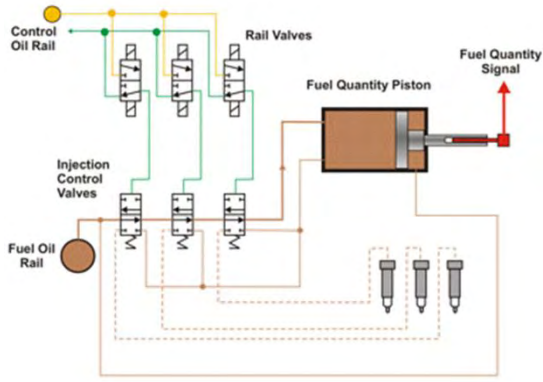 Control
Oil Rail
Rail Valves
Fuel Quantity
Signal
Fuel Quantity Piston
Injection
Control
Valves
Fuel Oil
Rail